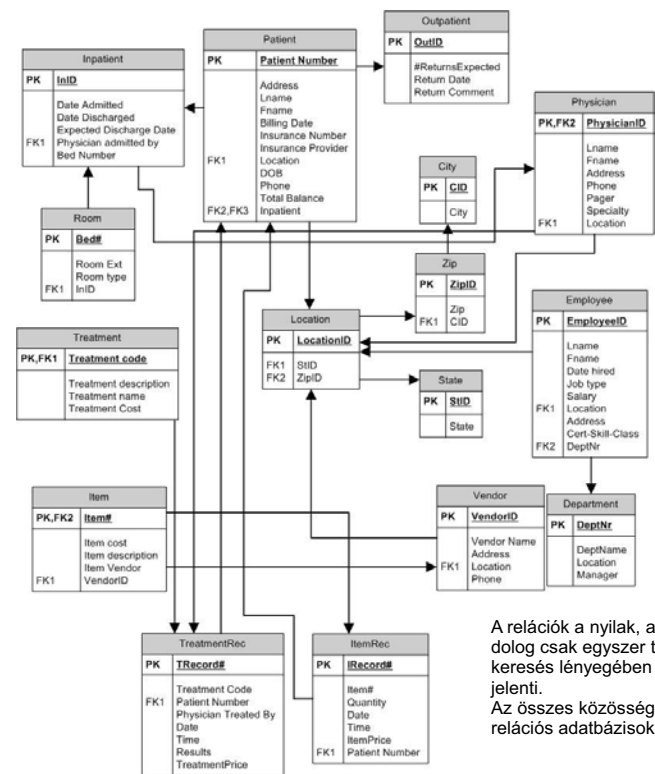 Outpatient
PK OutID
#ReturnsExpected
Return Date
Return Comment
Patient
PK Patient Number
Address
Lname
Fname
Billing Date
Insurance Number
Insurance Provider
FK1 Location
DOB
Phone
Total Balance
FK2,FK3 Inpatient
Inpatient
PK InID
Date Admitted
Date Discharged
Expected Discharge Date
FK1 Physician admitted by
Bed Number
Physician
PK,FK2 PhysicianID
Lname
Fname
Address
Phone
Pager
Specialty
FK1 Location
City
PK CID
City
Room
PK Bed#
Room Ext
Room type
FK1 InID
Zip
PK ZipID
Zip
FK1 CID
Employee
PK EmployeeID
Lname
Fname
Date hired
Job type
Salary
FK1 Location
Address
Cert-Skill-Class
FK2 DeptNr
Location
PK LocationID
FK1 StID
FK2 ZipID
Treatment
PK,FK1 Treatment code
Treatment description
Treatment name
Treatment Cost
State
PK StID
State
Item
PK,FK2 Item#
Item cost
Item description
Item Vendor
FK1 VendorID
Vendor
PK VendorID
Vendor Name
Address
FK1 Location
Phone
Department
PK DeptNr
DeptName
Location
Manager
TreatmentRec
PK TRecord#
Treatment Code
FK1 Patient Number
Physician Treated By
Date
Time
Results
TreatmentPrice
ItemRec
PK IRecord#
Item#
Quantity
Date
Time
ItemPrice
FK1 Patient Number
A relációk a nyilak, a
dolog csak egyszer t
keresés lényegében
jelenti.
Az összes közösség
relációs adatbázisok